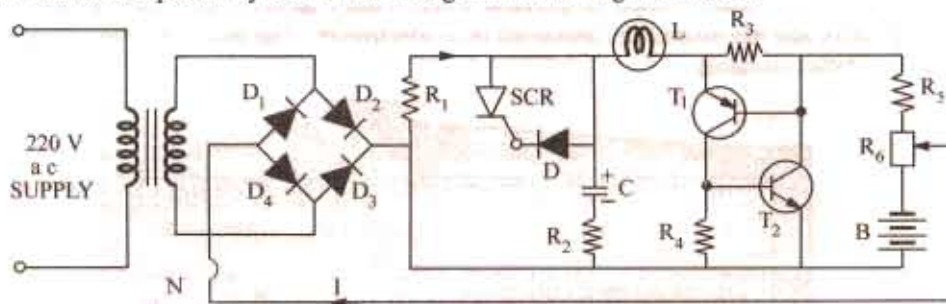 L
R₃
D₁
D₂
R₁
SCR
T₁
R₅
220 V
a c
SUPPLY
D
R₆
D₄
D₃
+
−
C
R₂
R₄
T₂
B
N
I